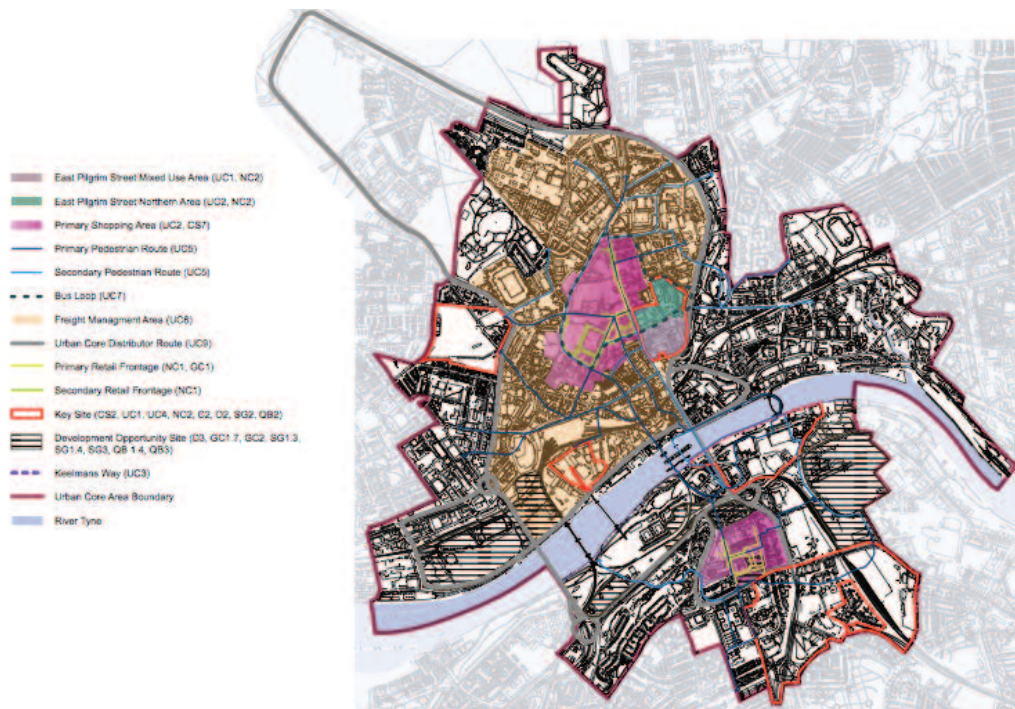 East Pilgrim Street Mixed Use Area (UC1, NC2)
East Pilgrim Street Northern Area (UC2, NC2)
Primary Shopping Area (UC2, CS7)
Primary Pedestrian Route (UC5)
Secondary Pedestrian Route (UC5)
Bus Loop (UC7)
Freight Managment Area (UC6)
Urban Core Distributor Route (UC9)
Primary Retail Frontage (NC1, GC1)
Secondary Retail Frontage (NC1)
Key Site (CS2, UC1, UC4, NC2, C2, O2, SG2, QB2)
Development Opportunity Site (D3, GC1.7, GC2, SG1.3,
SG1.4, SG3, QB 1-4, QB3)
Keelmans Way (UC3)
Urban Core Area Boundary
River Tyne